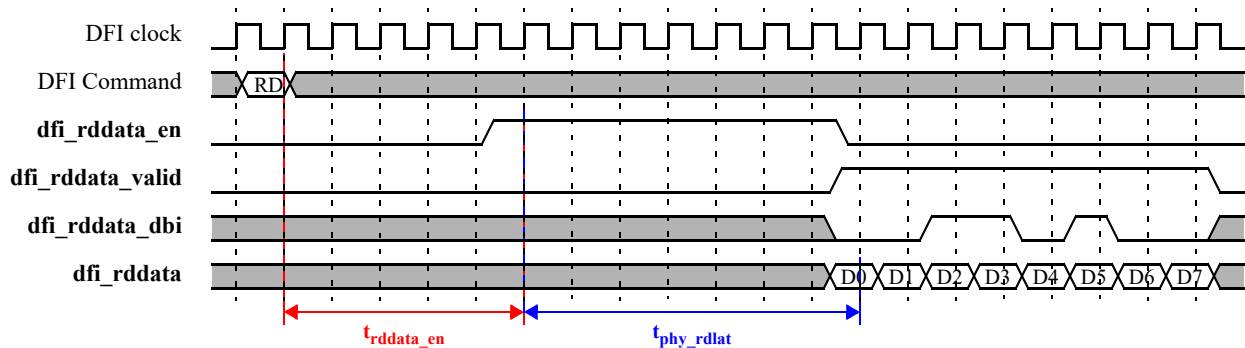 DFI clock
DFI Command RD
dfi_rddata_en
dfi_rddata_valid
dfi_rddata_dbi
dfi_rddata D0 D1 D2 D3 D4 D5 D6 D7
trddata_en tphy_rdlat